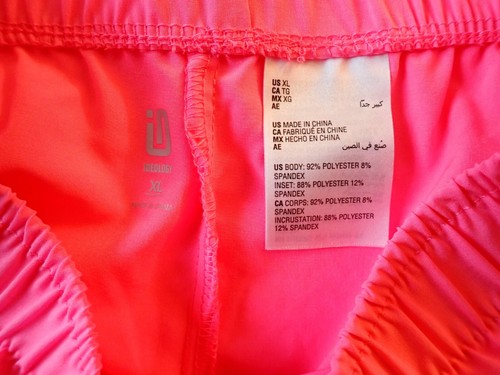 US XL
CA TG
MX XG
AE كبير جدًا
US MADE IN CHINA
CA FABRIQUÉ EN CHINE
MX HECHO EN CHINA
AE صُنع في الصين
US BODY: 92% POLYESTER 8%
SPANDEX
INSET: 88% POLYESTER 12%
SPANDEX
CA CORPS: 92% POLYESTER 8%
SPANDEX
INCRUSTATION: 88% POLYESTER
12% SPANDEX
XL